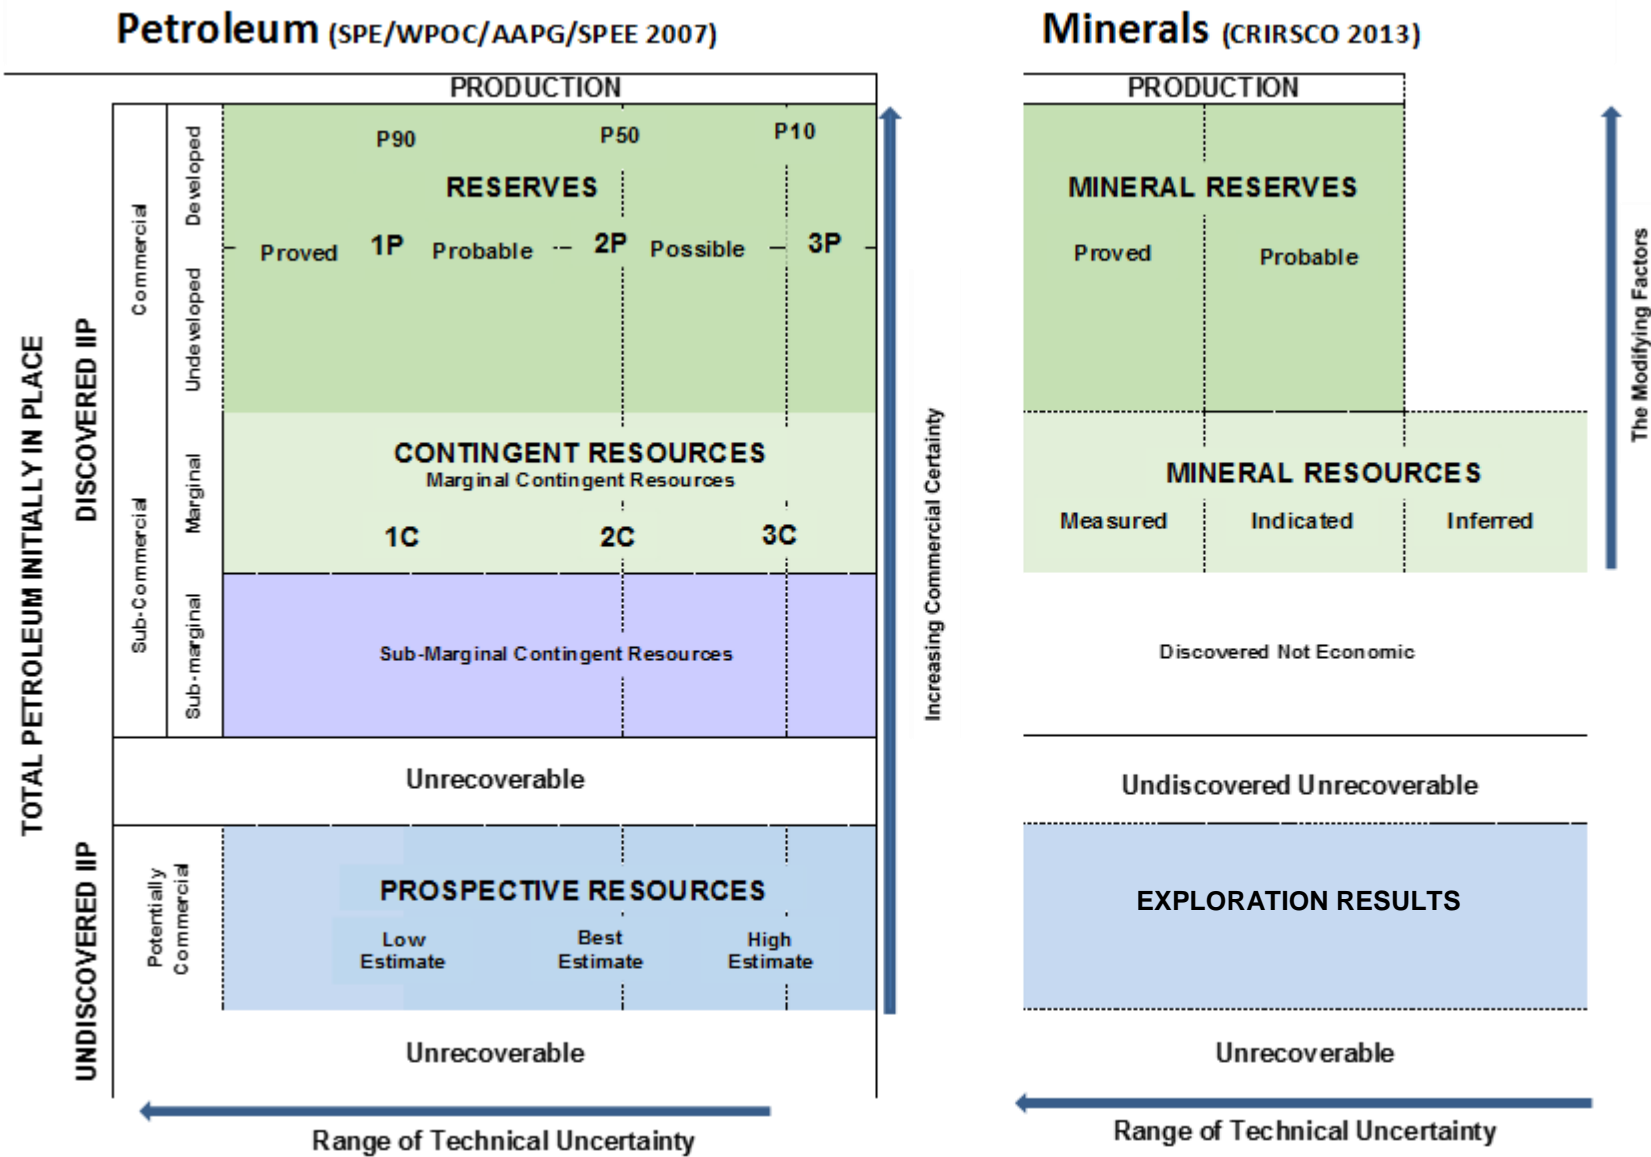 Petroleum (SPE/WPOC/AAPG/SPEE 2007)
PRODUCTION
TOTAL PETROLEUM INITIALLY IN PLACE
DISCOVERED IIP
UNDISCOVERED IIP
Commercial
Sub-Commercial
Developed
Undeveloped
Marginal
Sub-marginal
Potentially
Commercial
P90 P50 P10
RESERVES
Proved 1P Probable 2P Possible 3P
CONTINGENT RESOURCES
Marginal Contingent Resources
1C 2C 3C
Sub-Marginal Contingent Resources
Unrecoverable
PROSPECTIVE RESOURCES
Low Best High
Estimate Estimate Estimate
Unrecoverable
Range of Technical Uncertainty
Increasing Commercial Certainty
Minerals (CRIRSCO 2013)
PRODUCTION
MINERAL RESERVES
Proved Probable
MINERAL RESOURCES
Measured Indicated Inferred
Discovered Not Economic
Undiscovered Unrecoverable
EXPLORATION RESULTS
Unrecoverable
Range of Technical Uncertainty
The Modifying Factors